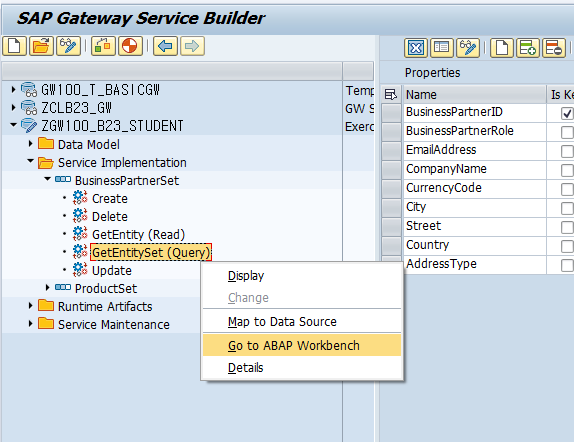 SAP Gateway Service Builder
GW100_T_BASICGW Temp
ZCLB23_GW GW S
ZGW100_B23_STUDENT Exerc
Data Model
Service Implementation
BusinessPartnerSet
Create
Delete
GetEntity (Read)
GetEntitySet (Query)
Update
ProductSet
Runtime Artifacts
Service Maintenance
Display
Change
Map to Data Source
Go to ABAP Workbench
Details
Properties
Name Is Ke
BusinessPartnerID
BusinessPartnerRole
EmailAddress
CompanyName
CurrencyCode
City
Street
Country
AddressType